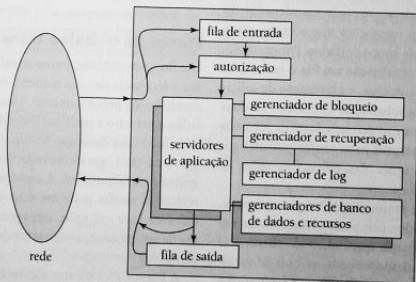 fila de entrada
autorização
gerenciador de bloqueio
servidores
de aplicação
gerenciador de recuperação
gerenciador de log
gerenciadores de banco
de dados e recursos
fila de saída
rede